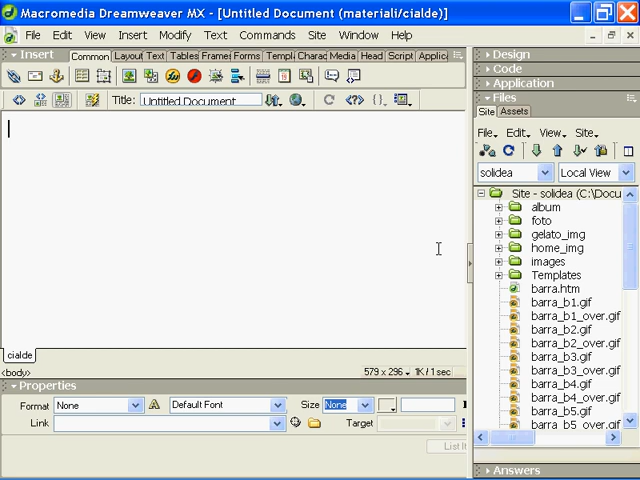 Macromedia Dreamweaver MX - [Untitled Document (materiali/cialde)]
File Edit View Insert Modify Text Commands Site Window Help
Insert Common Layout Text Tables Frames Forms Templ Charac Media Head Script Applic
Title: Untitled Document
cialde
<body>
579 x 296 1K / 1 sec
Properties
Format None Default Font Size None
Link Target
List It
Design
Code
Application
Files
Site Assets
File Edit View Site
solidea Local View
Site - solidea (C:\Docu
album
foto
gelato_img
home_img
images
Templates
barra.htm
barra_b1.gif
barra_b1_over.gif
barra_b2.gif
barra_b2_over.gif
barra_b3.gif
barra_b3_over.gif
barra_b4.gif
barra_b4_over.gif
barra_b5.gif
barra_b5_over.gif
Answers